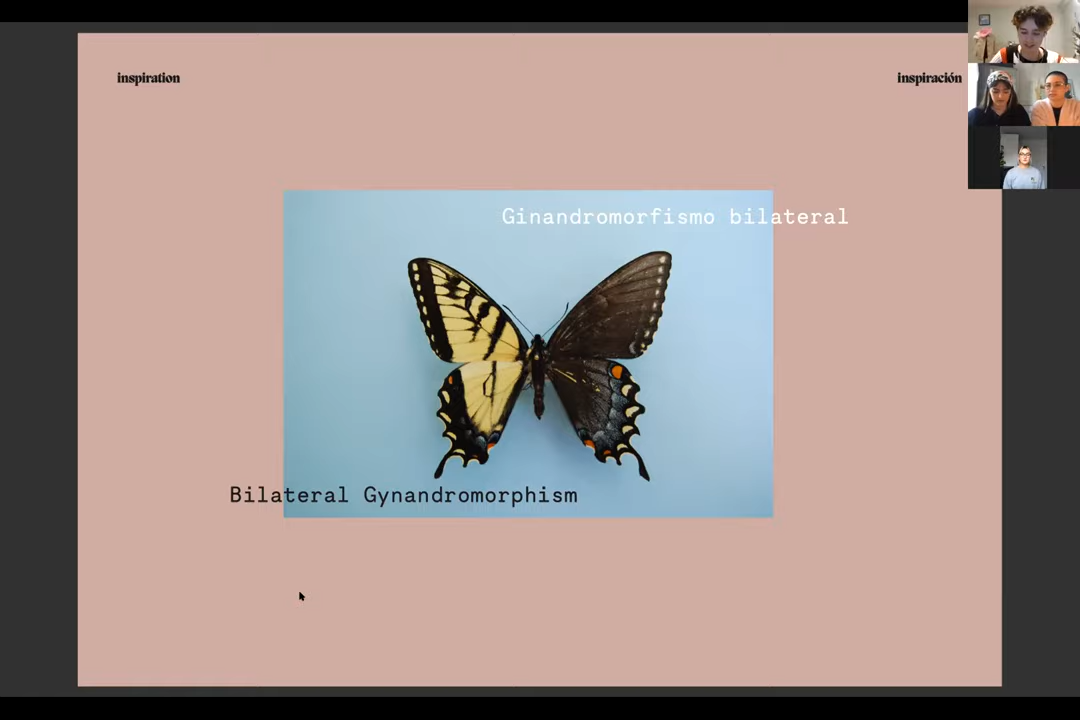 inspiration
inspiración
Ginandromorfismo bilateral
Bilateral Gynandromorphism